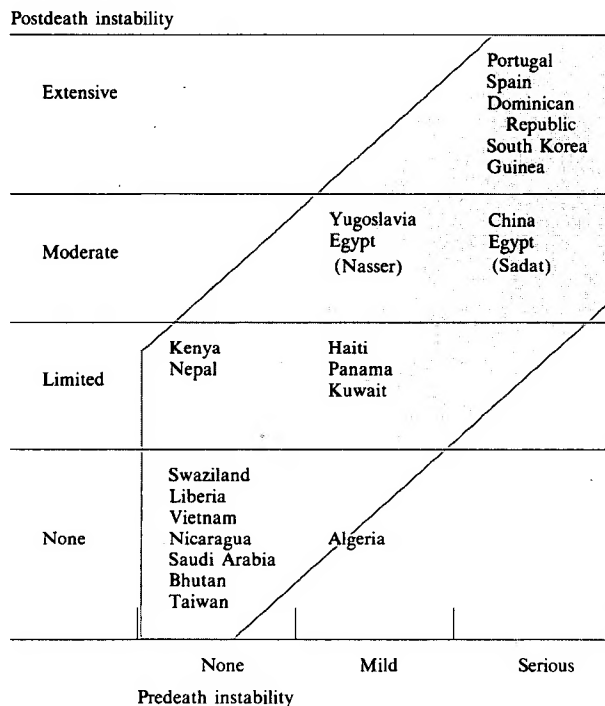 Postdeath instability
Extensive
Portugal
Spain
Dominican
Republic
South Korea
Guinea
Moderate
Yugoslavia
Egypt
(Nasser)
China
Egypt
(Sadat)
Limited
Kenya
Nepal
Haiti
Panama
Kuwait
None
Swaziland
Liberia
Vietnam
Nicaragua
Saudi Arabia
Bhutan
Taiwan
Algeria
None
Mild
Serious
Predeath instability